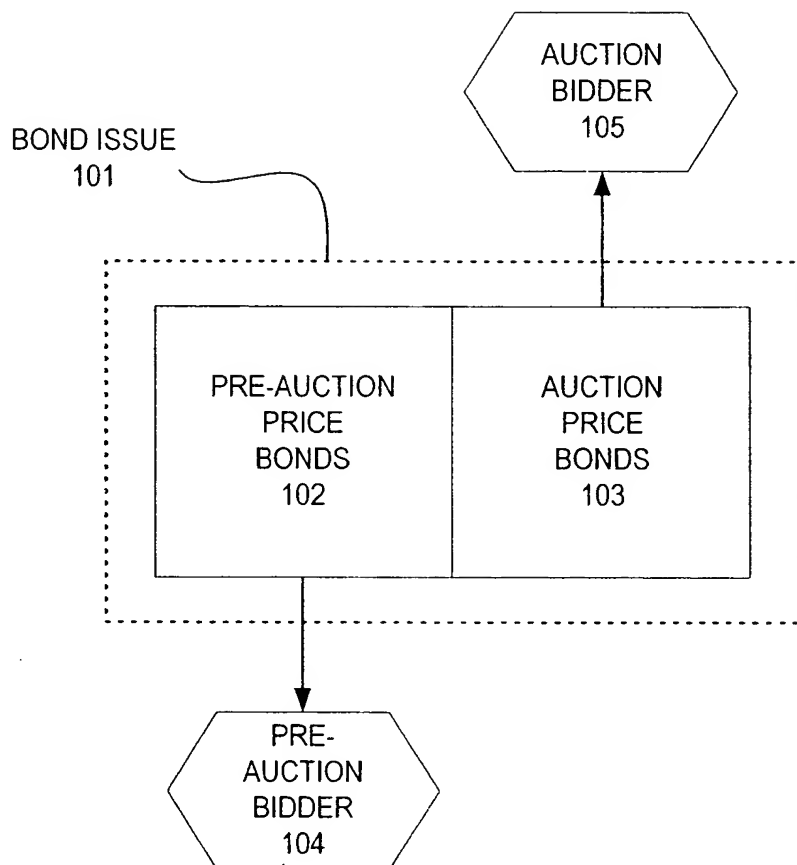 AUCTION
BIDDER
105
BOND ISSUE
101
PRE-AUCTION
PRICE
BONDS
102
AUCTION
PRICE
BONDS
103
PRE-
AUCTION
BIDDER
104